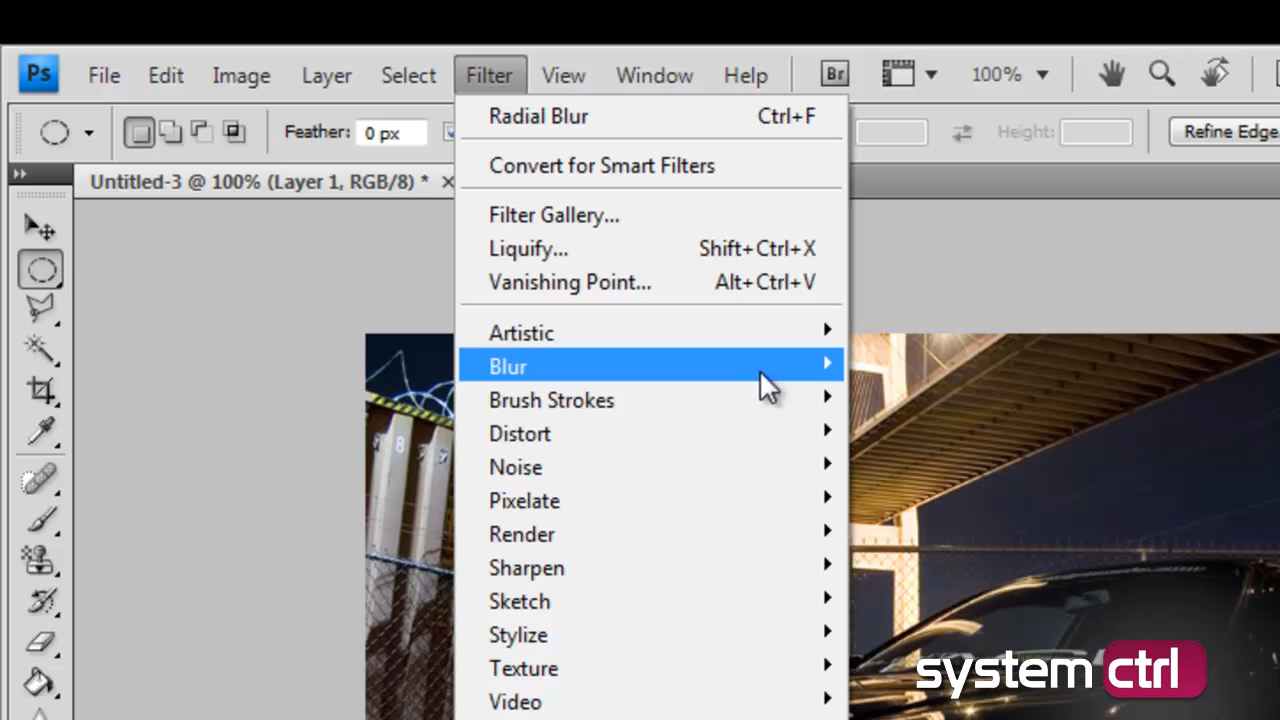 Ps File Edit Image Layer Select Filter View Window Help Br 100%
Feather: 0 px Height: Refine Edge
Untitled-3 @ 100% (Layer 1, RGB/8) *
Radial Blur Ctrl+F
Convert for Smart Filters
Filter Gallery...
Liquify... Shift+Ctrl+X
Vanishing Point... Alt+Ctrl+V
Artistic
Blur
Brush Strokes
Distort
Noise
Pixelate
Render
Sharpen
Sketch
Stylize
Texture
Video
8
system ctrl